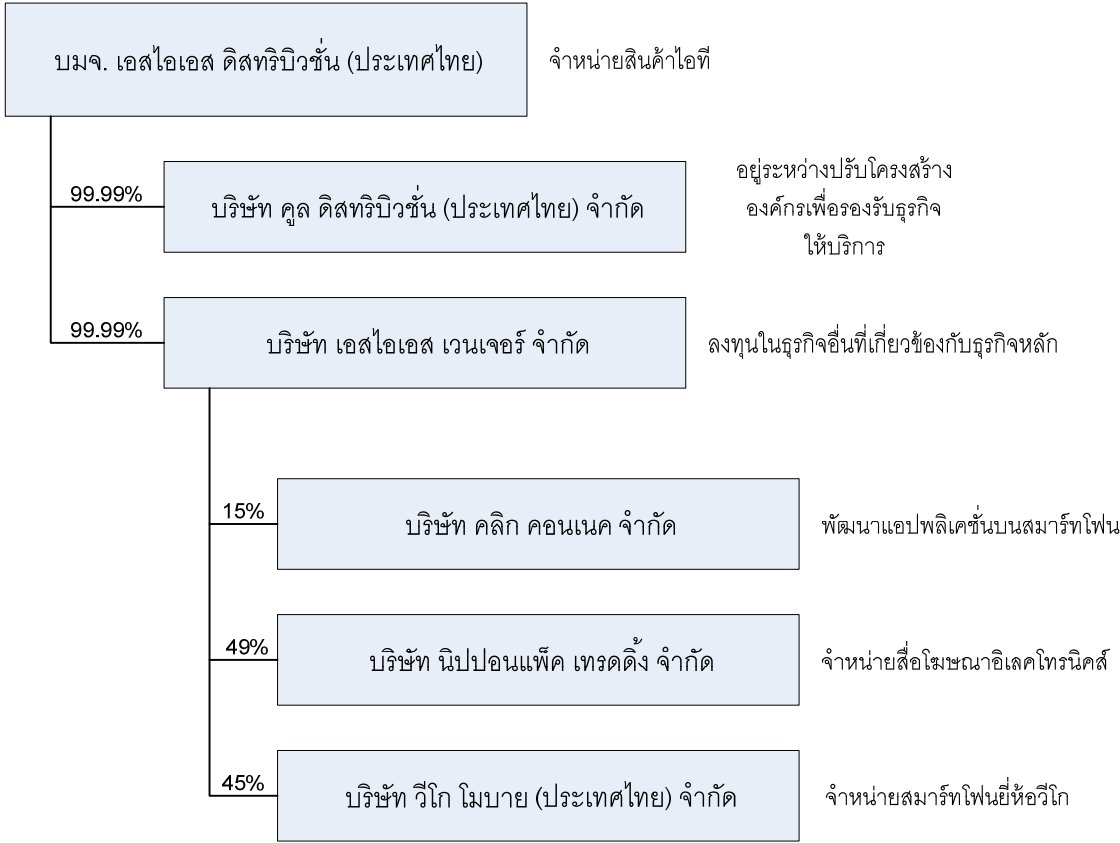 บมจ. เอสไอเอส ดิสทริบิวชั่น (ประเทศไทย)
จำหน่ายสินค้าไอที
99.99%
บริษัท คูล ดิสทริบิวชั่น (ประเทศไทย) จำกัด
อยู่ระหว่างปรับโครงสร้าง
องค์กรเพื่อรองรับธุรกิจ
ให้บริการ
99.99%
บริษัท เอสไอเอส เวนเจอร์ จำกัด
ลงทุนในธุรกิจอื่นที่เกี่ยวข้องกับธุรกิจหลัก
15%
บริษัท คลิก คอนเนค จำกัด
พัฒนาแอปพลิเคชั่นบนสมาร์ทโฟน
49%
บริษัท นิปปอนแพ็ค เทรดดิ้ง จำกัด
จำหน่ายสื่อโฆษณาอิเลคโทรนิคส์
45%
บริษัท วีโก โมบาย (ประเทศไทย) จำกัด
จำหน่ายสมาร์ทโฟนยี่ห้อวีโก